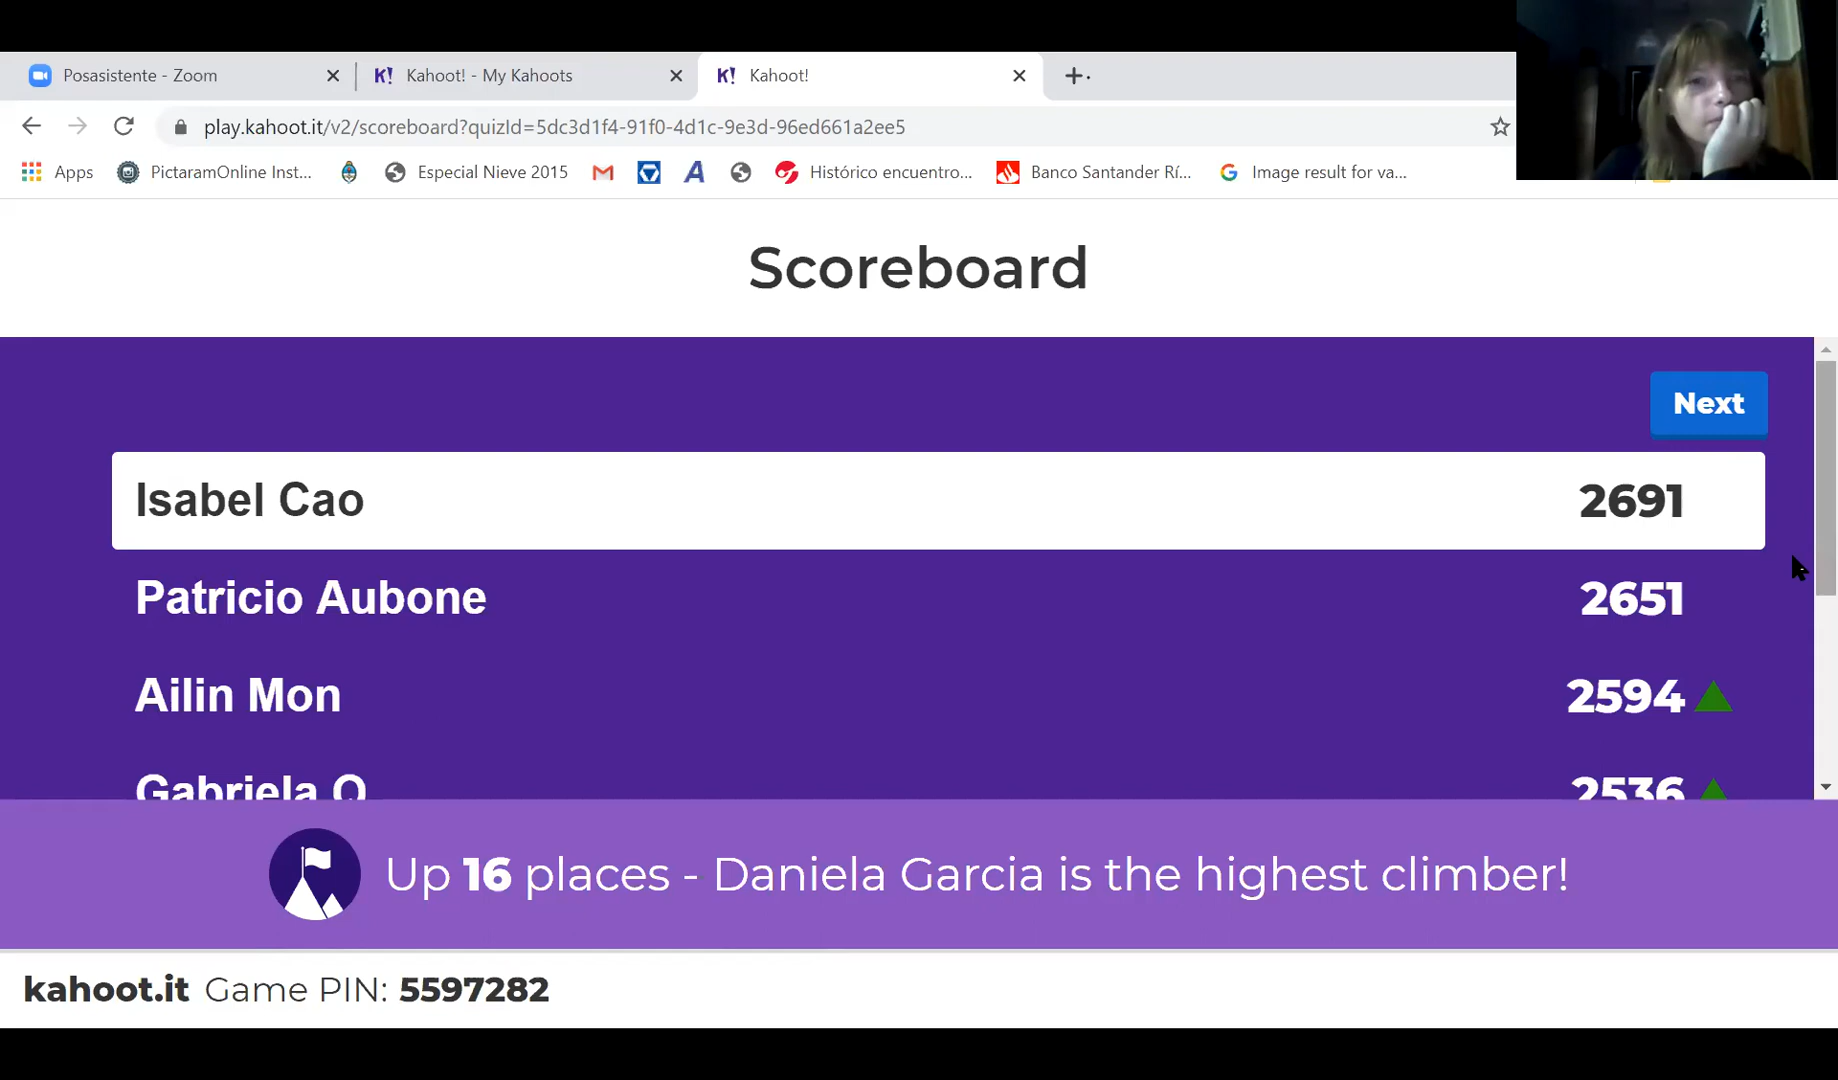 Posasistente - Zoom
Kahoot! - My Kahoots
Kahoot!
play.kahoot.it/v2/scoreboard?quizId=5dc3d1f4-91f0-4d1c-9e3d-96ed661a2ee5
Apps
PictaramOnline Inst...
Especial Nieve 2015
Histórico encuentro...
Banco Santander Rí...
Image result for va...
Scoreboard
Next
Isabel Cao 2691
Patricio Aubone 2651
Ailin Mon 2594
Gabriela O 2536
Up 16 places - Daniela Garcia is the highest climber!
kahoot.it Game PIN: 5597282